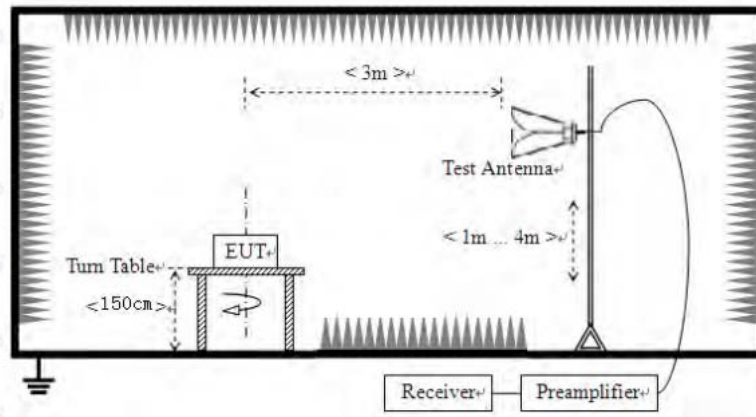 < 3m >
Test Antenna
EUT
< 1m ... 4m >
Turn Table
<150cm>
Receiver
Preamplifier